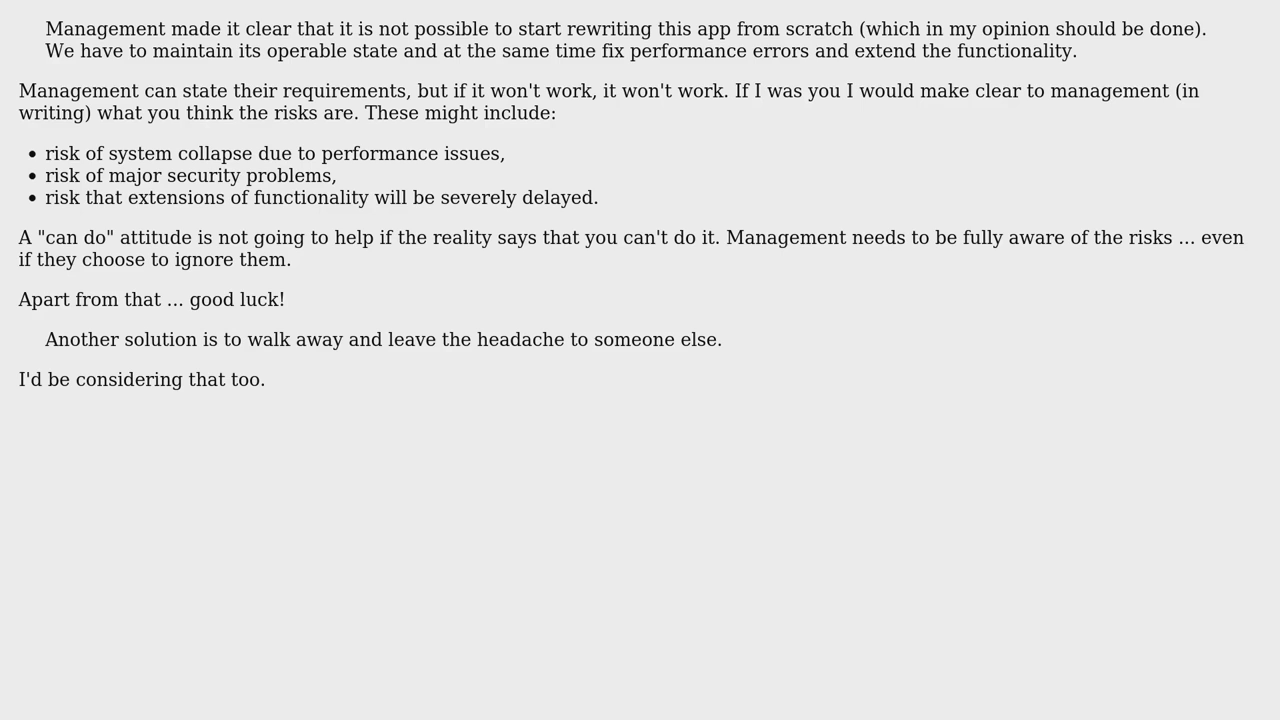 Management made it clear that it is not possible to start rewriting this app from scratch (which in my opinion should be done).
We have to maintain its operable state and at the same time fix performance errors and extend the functionality.
Management can state their requirements, but if it won't work, it won't work. If I was you I would make clear to management (in
writing) what you think the risks are. These might include:
• risk of system collapse due to performance issues,
• risk of major security problems,
• risk that extensions of functionality will be severely delayed.
A "can do" attitude is not going to help if the reality says that you can't do it. Management needs to be fully aware of the risks ... even
if they choose to ignore them.
Apart from that ... good luck!
Another solution is to walk away and leave the headache to someone else.
I'd be considering that too.